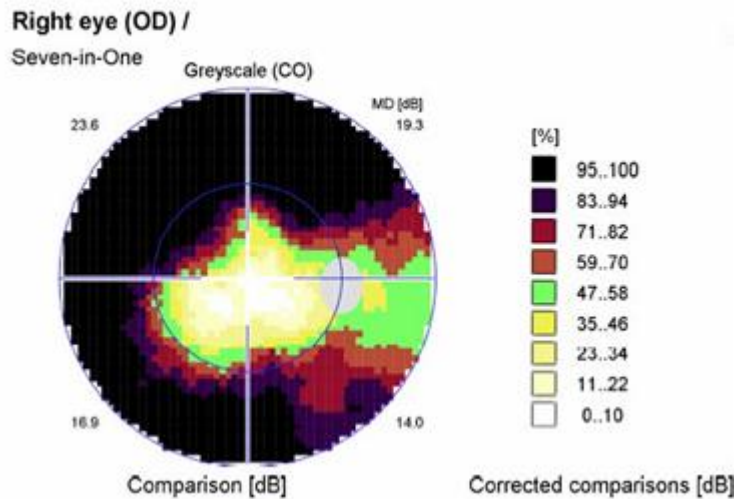 Right eye (OD) /
Seven-in-One
Greyscale (CO)
MD [dB]
23.6
19.3
[%]
95..100
83..94
71..82
59..70
47..58
35..46
23..34
11..22
0..10
16.9
14.0
Comparison [dB]
Corrected comparisons [dB]